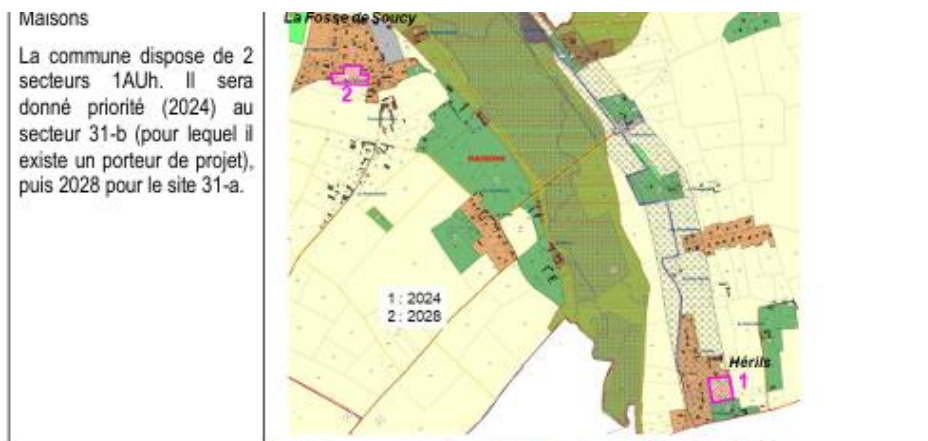 Maisons
La commune dispose de 2
secteurs 1AUh. Il sera
donné priorité (2024) au
secteur 31-b (pour lequel il
existe un porteur de projet),
puis 2028 pour le site 31-a.
La Fosse de Soucy
2
MAISONS
1 : 2024
2 : 2028
Hérils
1